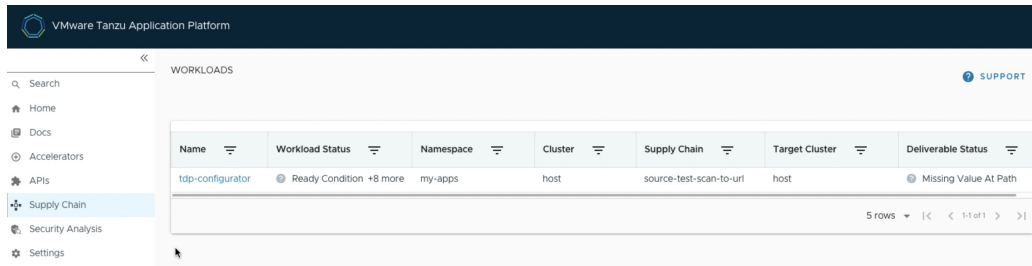 VMware Tanzu Application Platform
WORKLOADS
SUPPORT
Search
Home
Docs
Accelerators
APIs
Supply Chain
Security Analysis
Settings
Name Workload Status Namespace Cluster Supply Chain Target Cluster Deliverable Status
tdp-configurator Ready Condition +8 more my-apps host source-test-scan-to-url host Missing Value At Path
5 rows 1-1 of 1